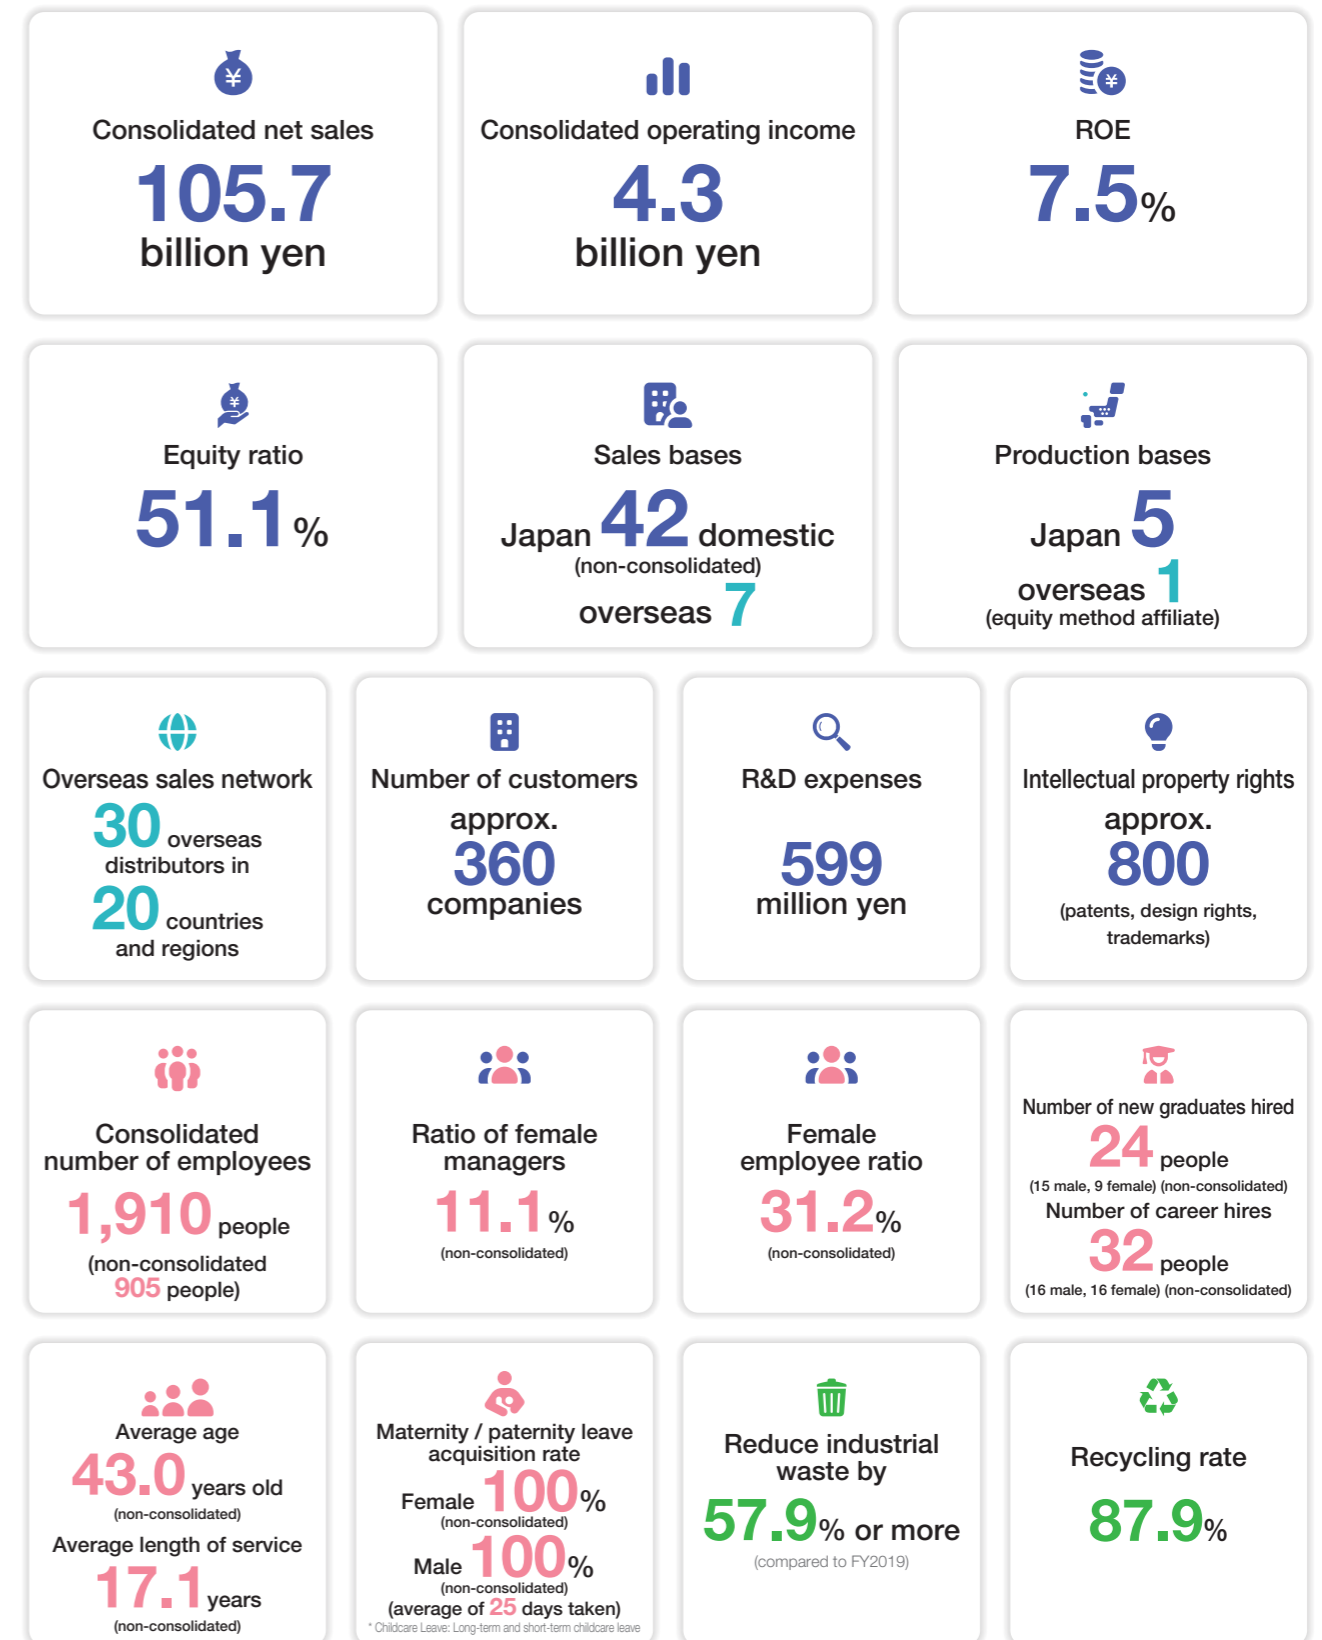 Consolidated net sales
105.7
billion yen
Consolidated operating income
4.3
billion yen
ROE
7.5%
Equity ratio
51.1%
Sales bases
Japan 42 domestic
(non-consolidated)
overseas 7
Production bases
Japan 5
overseas 1
(equity method affiliate)
Overseas sales network
30 overseas
distributors in
20 countries
and regions
Number of customers
approx.
360
companies
R&D expenses
599
million yen
Intellectual property rights
approx.
800
(patents, design rights,
trademarks)
Consolidated
number of employees
1,910 people
(non-consolidated
905 people)
Ratio of female
managers
11.1%
(non-consolidated)
Female
employee ratio
31.2%
(non-consolidated)
Number of new graduates hired
24 people
(15 male, 9 female) (non-consolidated)
Number of career hires
32 people
(16 male, 16 female) (non-consolidated)
Average age
43.0 years old
(non-consolidated)
Average length of service
17.1 years
(non-consolidated)
Maternity / paternity leave
acquisition rate
Female 100%
(non-consolidated)
Male 100%
(non-consolidated)
(average of 25 days taken)
* Childcare Leave: Long-term and short-term childcare leave
Reduce industrial
waste by
57.9% or more
(compared to FY2019)
Recycling rate
87.9%